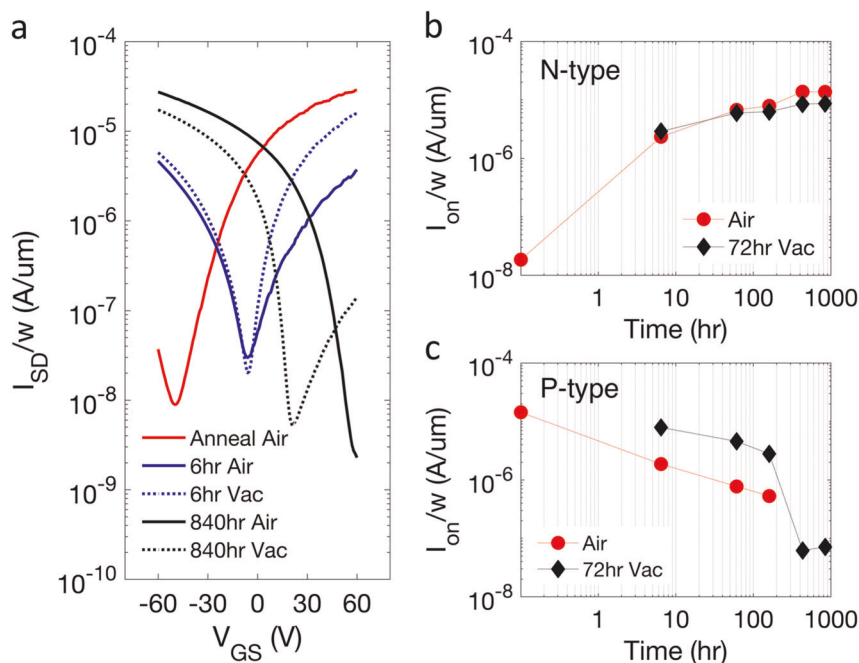 a
10^-4
10^-5
10^-6
10^-7
10^-8
10^-9
10^-10
I_SD/w (A/um)
Anneal Air
6hr Air
6hr Vac
840hr Air
840hr Vac
-60 -30 0 30 60
V_GS (V)
b
10^-4
10^-6
10^-8
I_on/w (A/um)
N-type
Air
72hr Vac
1 10 100 1000
Time (hr)
c
10^-4
10^-6
10^-8
I_on/w (A/um)
P-type
Air
72hr Vac
1 10 100 1000
Time (hr)